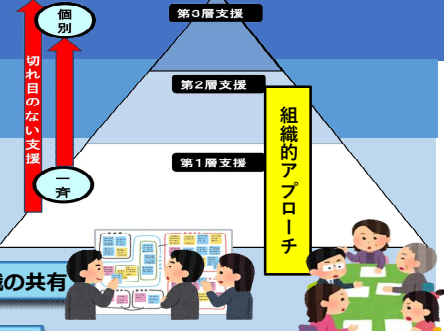 個別
第3層支援
切れ目のない支援
第2層支援
組織的アプローチ
第1層支援
一斉
の共有